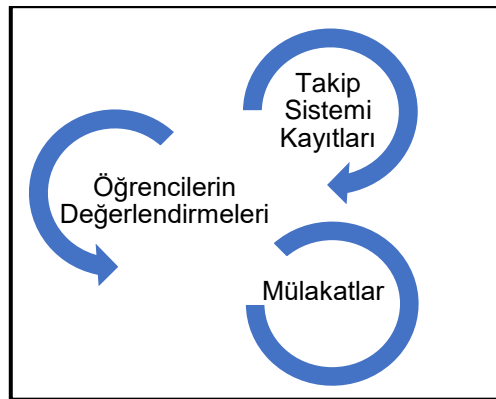 Takip
Sistemi
Kayıtları
Öğrencilerin
Değerlendirmeleri
Mülakatlar